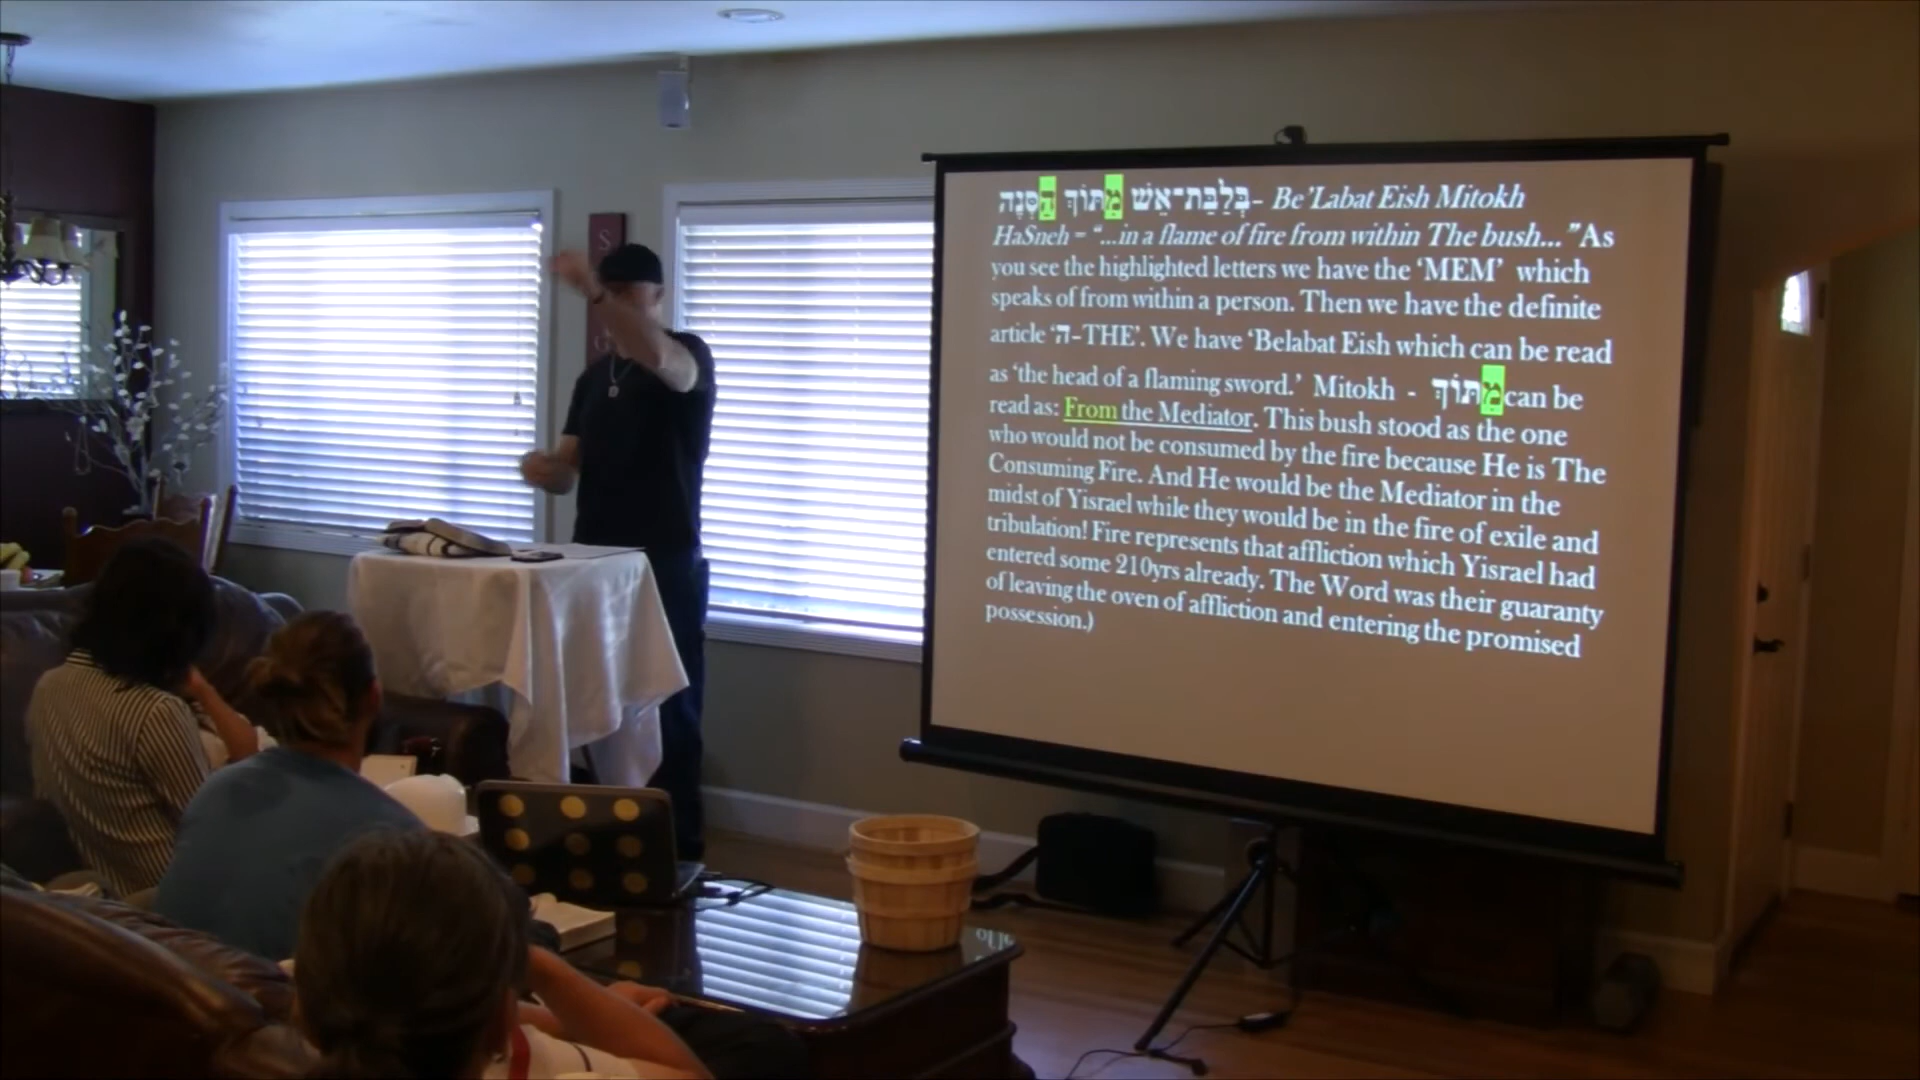 בְּלַבַּת־אֵשׁ מִתּוֹךְ הַסְּנֶה- Be'Labat Eish Mitokh
HaSneh = “...in a flame of fire from within The bush...” As
you see the highlighted letters we have the ‘MEM’ which
speaks of from within a person. Then we have the definite
article ‘ה-THE’. We have ‘Belabat Eish which can be read
as ‘the head of a flaming sword.’ Mitokh - מִתּוֹךְ can be
read as: From the Mediator. This bush stood as the one
who would not be consumed by the fire because He is The
Consuming Fire. And He would be the Mediator in the
midst of Yisrael while they would be in the fire of exile and
tribulation! Fire represents that affliction which Yisrael had
entered some 210yrs already. The Word was their guaranty
of leaving the oven of affliction and entering the promised
possession.)